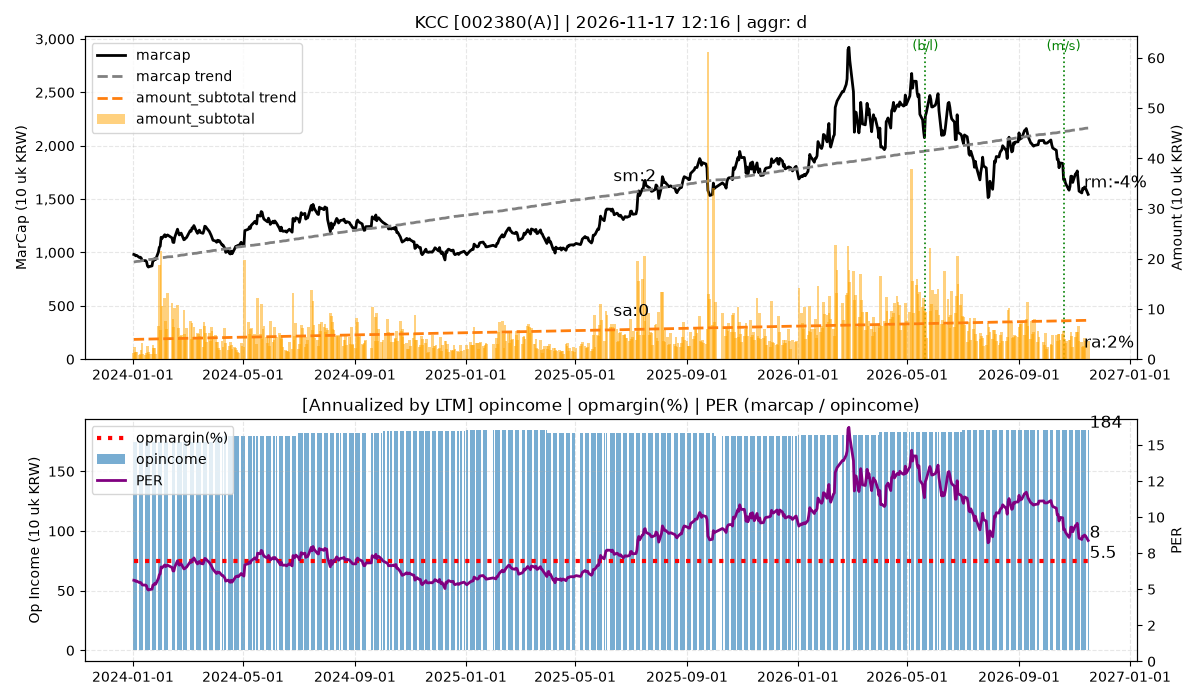 KCC [002380(A)] | 2026-11-17 12:16 | aggr: d
MarCap (10 uk KRW)
3,000
2,500
2,000
1,500
1,000
500
0
marcap
marcap trend
amount_subtotal trend
amount_subtotal
(b/l)
(m/s)
sm:2
rm:-4%
sa:0
ra:2%
60
50
40
30
20
10
0
Amount (10 uk KRW)
2024-01-01
2024-05-01
2024-09-01
2025-01-01
2025-05-01
2025-09-01
2026-01-01
2026-05-01
2026-09-01
2027-01-01
[Annualized by LTM] opincome | opmargin(%) | PER (marcap / opincome)
Op Income (10 uk KRW)
150
100
50
0
opmargin(%)
opincome
PER
184
8
5.5
15
12
10
8
5
2
0
PER
2024-01-01
2024-05-01
2024-09-01
2025-01-01
2025-05-01
2025-09-01
2026-01-01
2026-05-01
2026-09-01
2027-01-01